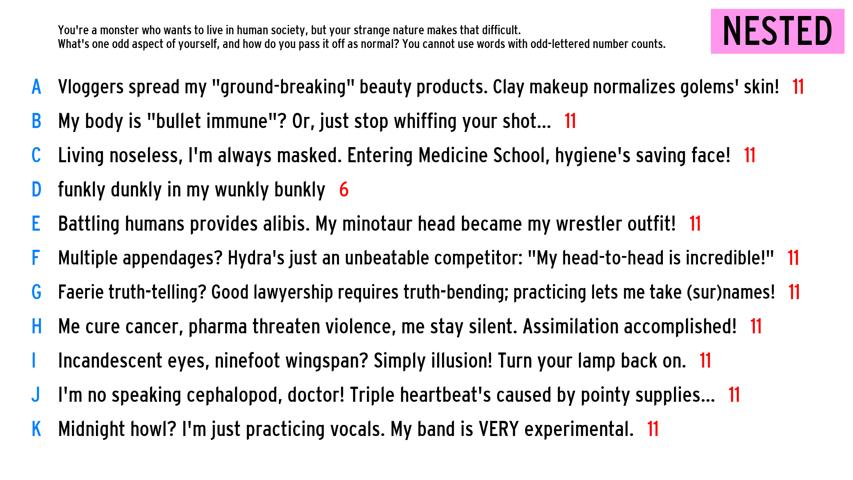 You're a monster who wants to live in human society, but your strange nature makes that difficult.
What's one odd aspect of yourself, and how do you pass it off as normal? You cannot use words with odd-lettered number counts.
NESTED
A Vloggers spread my "ground-breaking" beauty products. Clay makeup normalizes golems' skin! 11
B My body is "bullet immune"? Or, just stop whiffing your shot... 11
C Living noseless, I'm always masked. Entering Medicine School, hygiene's saving face! 11
D funkly dunkly in my wunkly bunkly 6
E Battling humans provides alibis. My minotaur head became my wrestler outfit! 11
F Multiple appendages? Hydra's just an unbeatable competitor: "My head-to-head is incredible!" 11
G Faerie truth-telling? Good lawyership requires truth-bending; practicing lets me take (sur)names! 11
H Me cure cancer, pharma threaten violence, me stay silent. Assimilation accomplished! 11
I Incandescent eyes, ninefoot wingspan? Simply illusion! Turn your lamp back on. 11
J I'm no speaking cephalopod, doctor! Triple heartbeat's caused by pointy supplies... 11
K Midnight howl? I'm just practicing vocals. My band is VERY experimental. 11